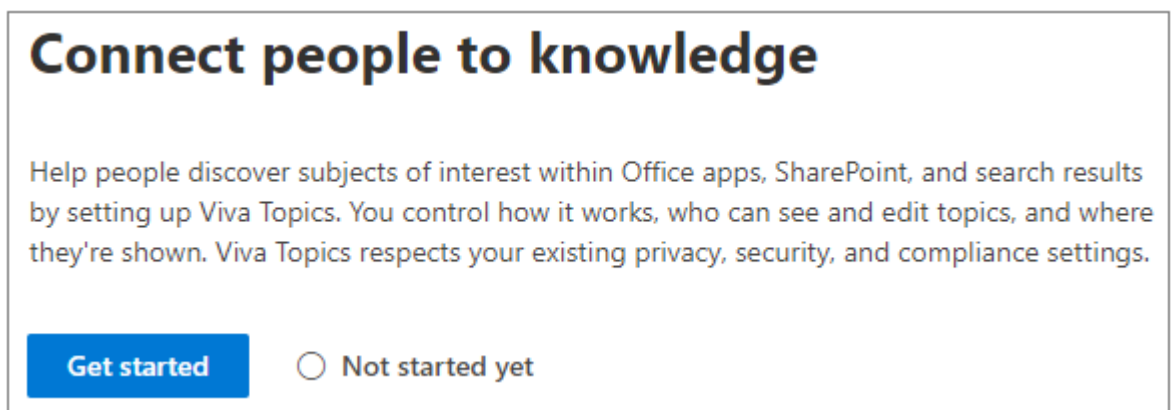 Connect people to knowledge
Help people discover subjects of interest within Office apps, SharePoint, and search results
by setting up Viva Topics. You control how it works, who can see and edit topics, and where
they're shown. Viva Topics respects your existing privacy, security, and compliance settings.
Get started
Not started yet